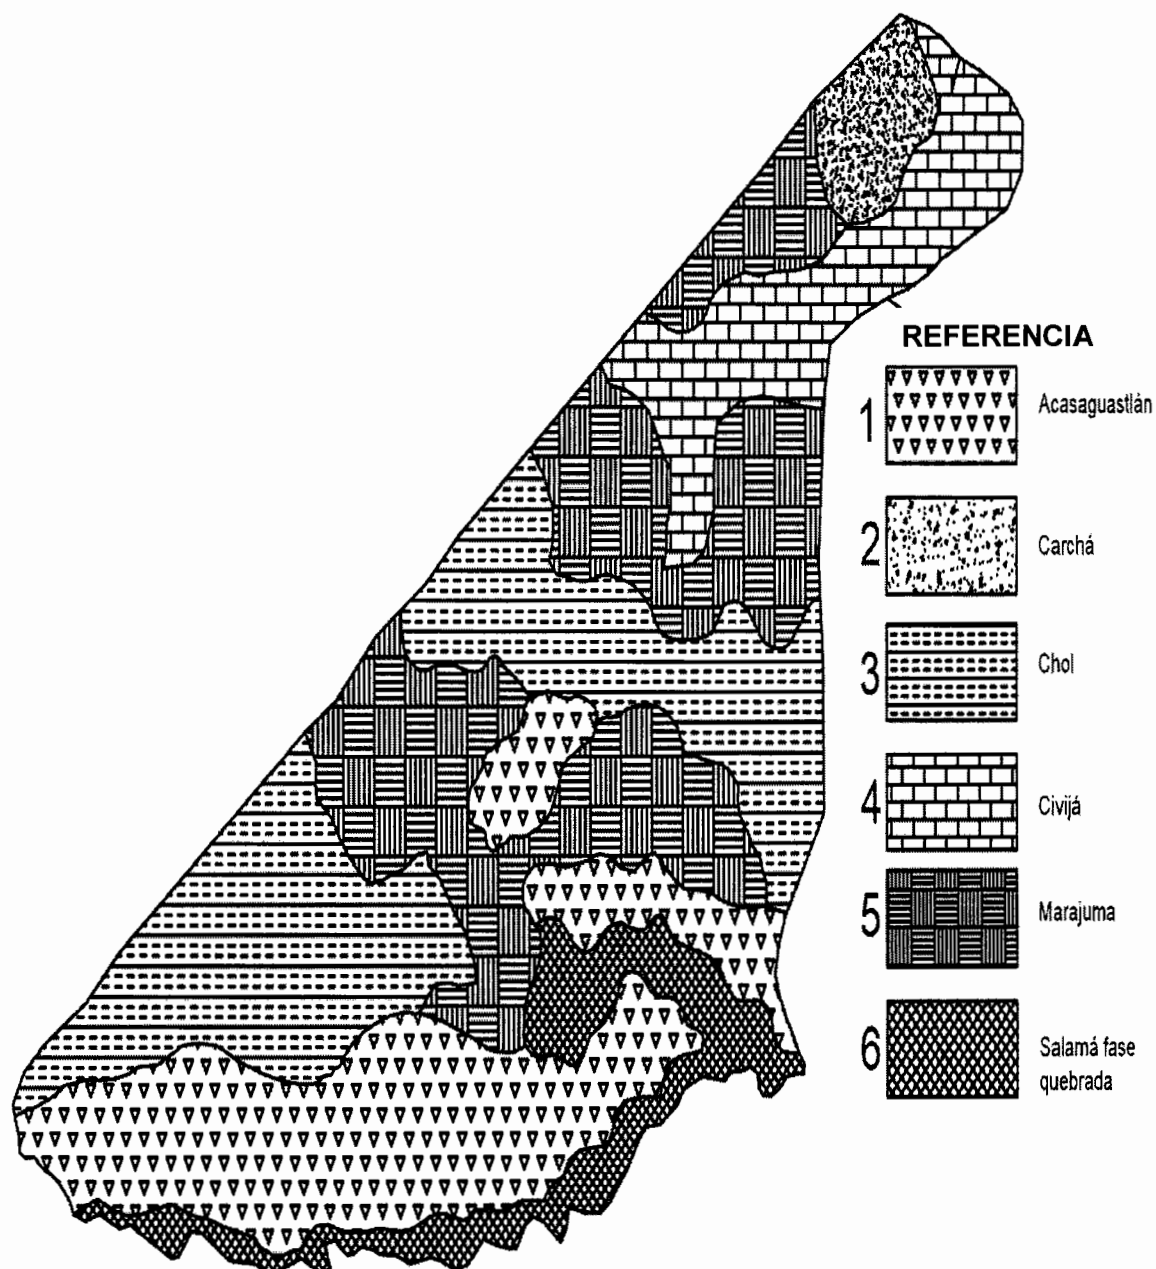 REFERENCIA
1 Acasaguastlán
2 Carchá
3 Chol
4 Civijá
5 Marajuma
6 Salamá fase
quebrada